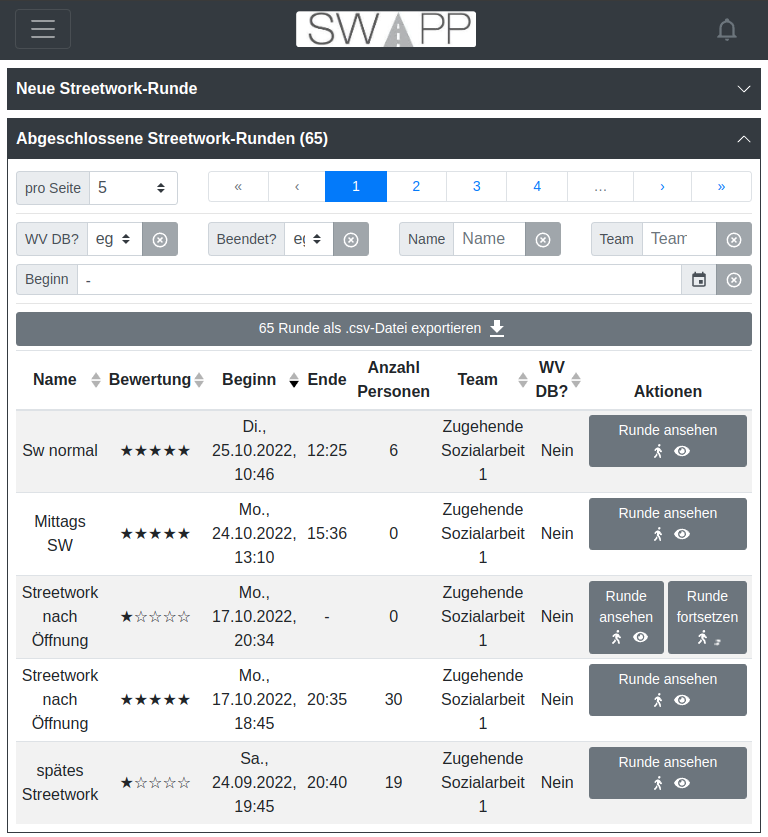 SW PP
Neue Streetwork-Runde
Abgeschlossene Streetwork-Runden (65)
pro Seite 5 « ‹ 1 2 3 4 … › »
WV DB? eg Beendet? eg Name Name Team Team
Beginn -
65 Runde als .csv-Datei exportieren
Name Bewertung Beginn Ende Anzahl Personen Team WV DB? Aktionen
Sw normal ★★★★★ Di., 25.10.2022, 10:46 12:25 6 Zugehende Sozialarbeit 1 Nein Runde ansehen
Mittags SW ★★★★★ Mo., 24.10.2022, 13:10 15:36 0 Zugehende Sozialarbeit 1 Nein Runde ansehen
Streetwork nach Öffnung ★☆☆☆☆ Mo., 17.10.2022, 20:34 - 0 Zugehende Sozialarbeit 1 Nein Runde ansehen Runde fortsetzen
Streetwork nach Öffnung ★★★★★ Mo., 17.10.2022, 18:45 20:35 30 Zugehende Sozialarbeit 1 Nein Runde ansehen
spätes Streetwork ★☆☆☆☆ Sa., 24.09.2022, 19:45 20:40 19 Zugehende Sozialarbeit 1 Nein Runde ansehen